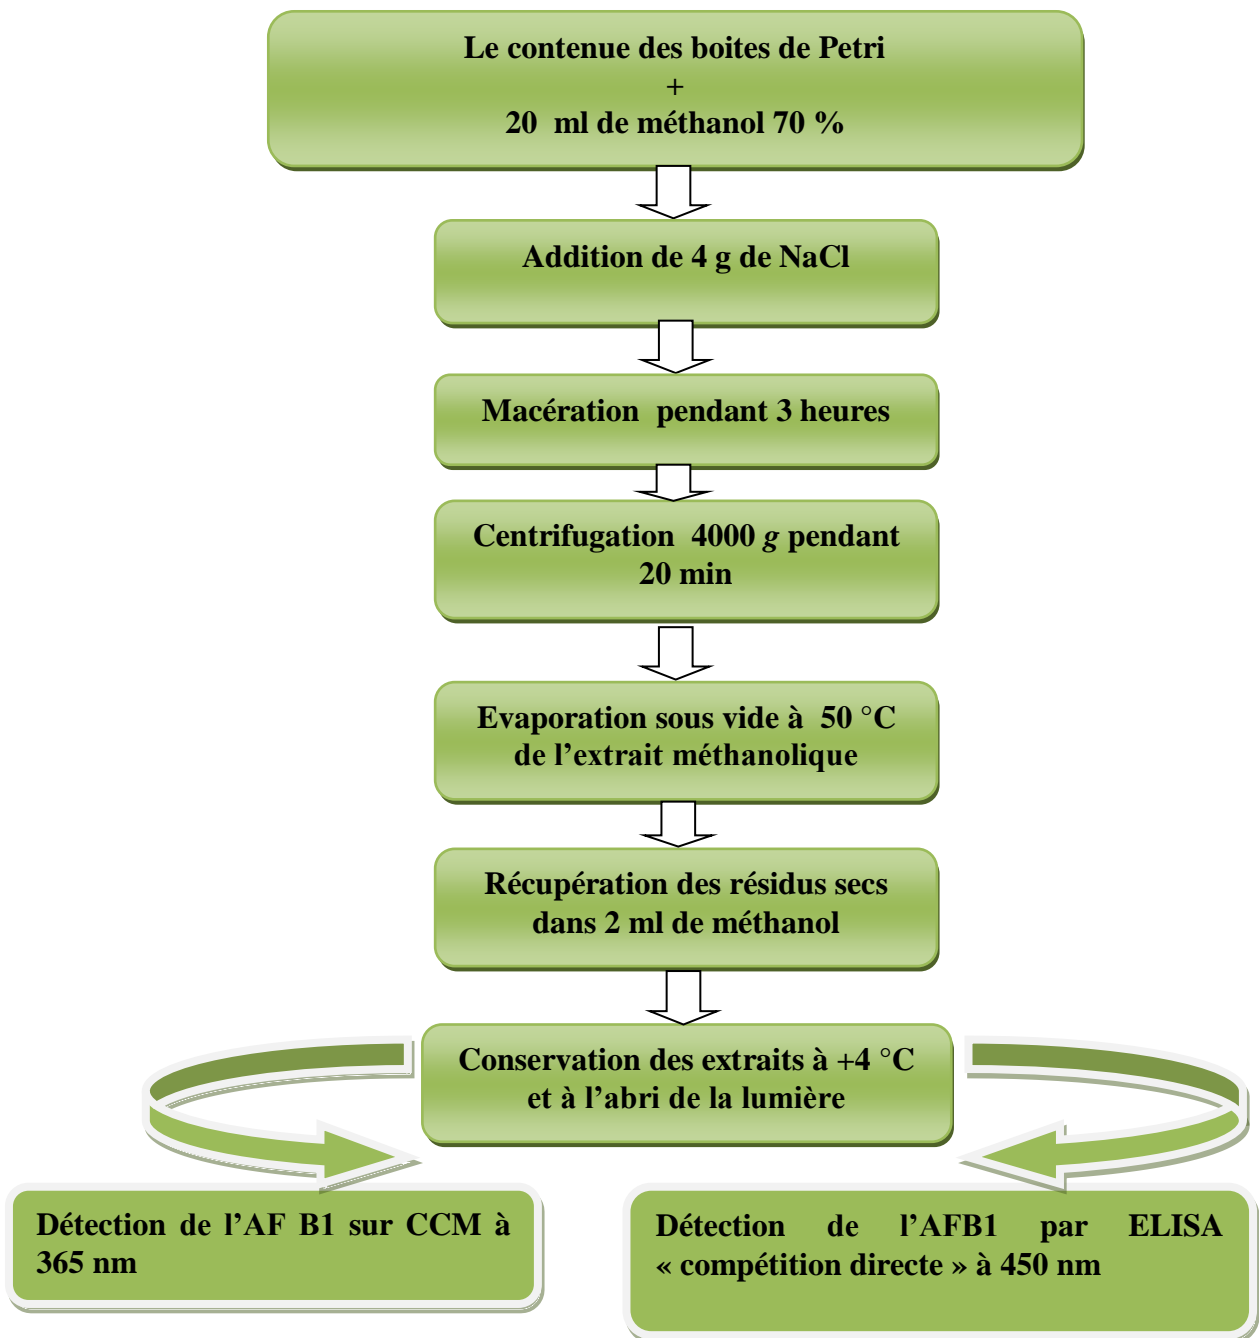 Le contenue des boites de Petri
+
20 ml de méthanol 70 %
Addition de 4 g de NaCl
Macération pendant 3 heures
Centrifugation 4000 g pendant
20 min
Evaporation sous vide à 50 °C
de l’extrait méthanolique
Récupération des résidus secs
dans 2 ml de méthanol
Conservation des extraits à +4 °C
et à l’abri de la lumière
Détection de l’AF B1 sur CCM à
365 nm
Détection de l’AFB1 par ELISA
« compétition directe » à 450 nm